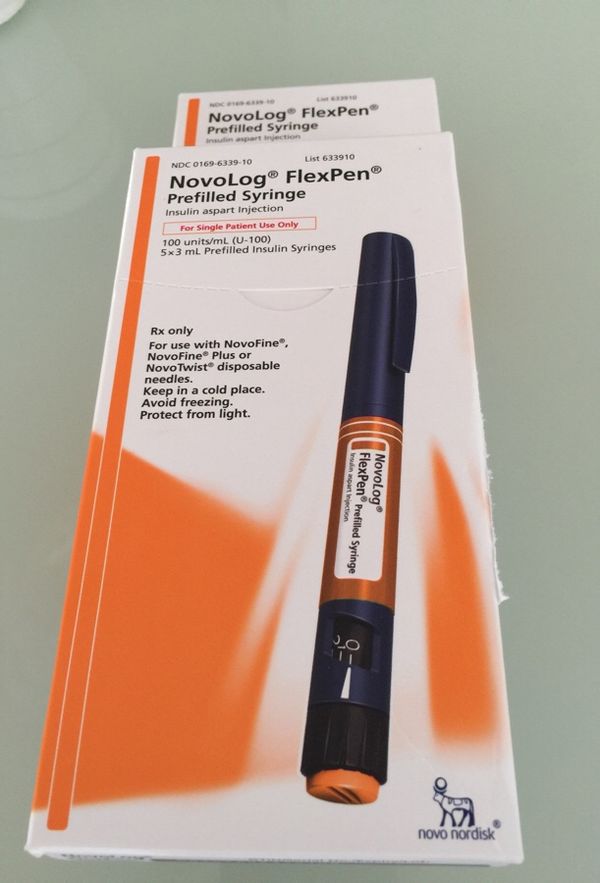 NDC 0169-6339-10 List 633910
NovoLog® FlexPen®
Prefilled Syringe
Insulin aspart Injection
NDC 0169-6339-10 List 633910
NovoLog® FlexPen®
Prefilled Syringe
Insulin aspart Injection
For Single Patient Use Only
100 units/mL (U-100)
5×3 mL Prefilled Insulin Syringes
Rx only
For use with NovoFine®,
NovoFine® Plus or
NovoTwist® disposable
needles.
Keep in a cold place.
Avoid freezing.
Protect from light.
NovoLog®
FlexPen® Prefilled Syringe
Insulin aspart Injection
novo nordisk®